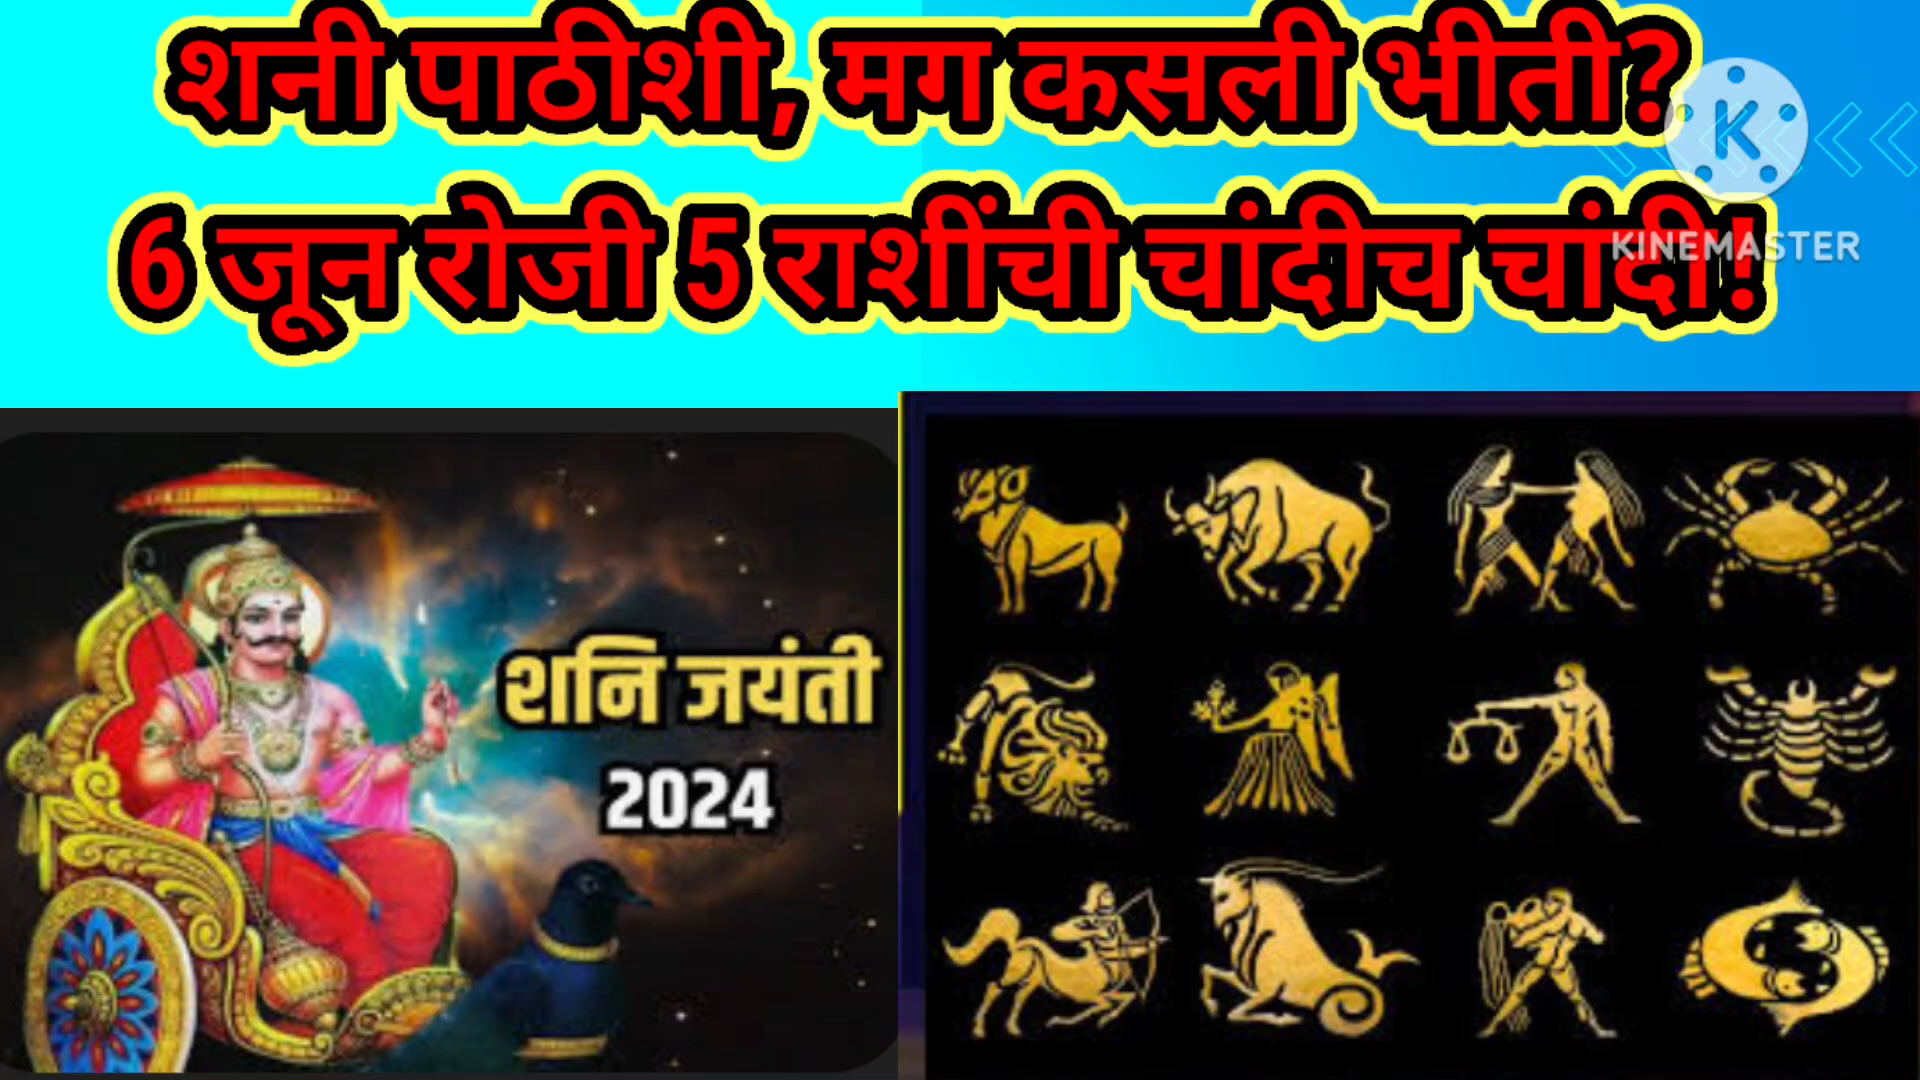 शनी पाठीशी, मग कसली भीती?
6 जून रोजी 5 राशींची चांदीच चांदी!
K
KINEMASTER
शनि जयंती
2024